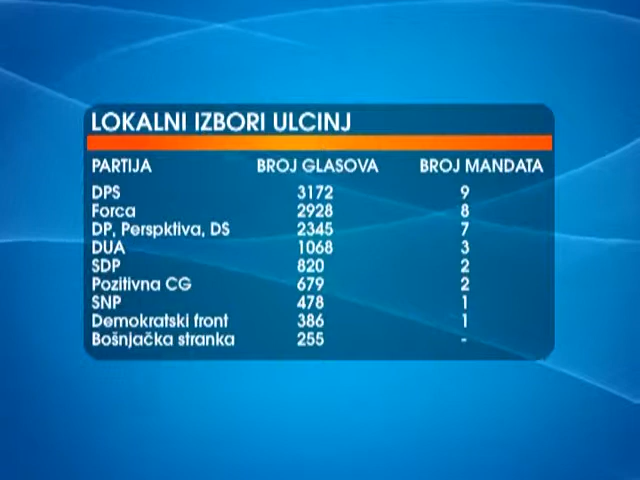 LOKALNI IZBORI ULCINJ
PARTIJA BROJ GLASOVA BROJ MANDATA
DPS 3172 9
Forca 2928 8
DP, Perspktiva, DS 2345 7
DUA 1068 3
SDP 820 2
Pozitivna CG 679 2
SNP 478 1
Demokratski front 386 1
Bošnjačka stranka 255 -